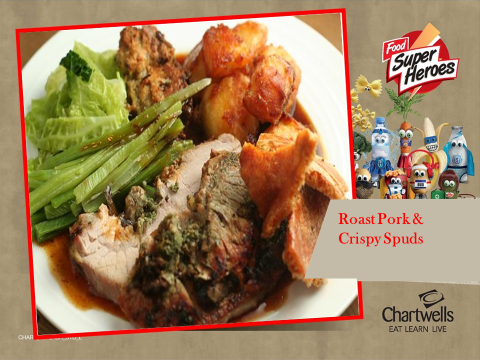 Food
Super
Heroes
Roast Pork &
Crispy Spuds
Chartwells
EAT LEARN LIVE